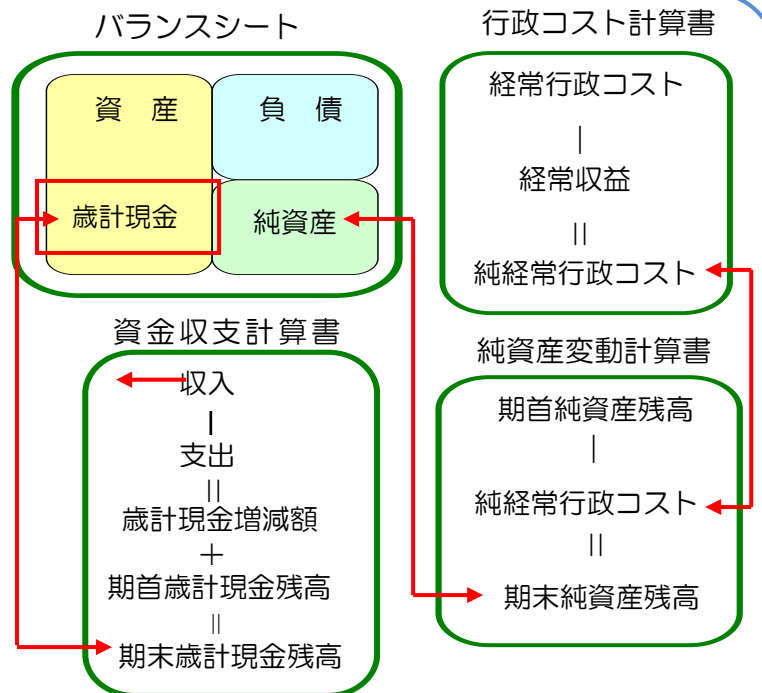 バランスシート
資　産
負　債
歳計現金
純資産
行政コスト計算書
経常行政コスト
｜
経常収益
||
純経常行政コスト
資金収支計算書
収入
｜
支出
||
歳計現金増減額
＋
期首歳計現金残高
||
期末歳計現金残高
純資産変動計算書
期首純資産残高
｜
純経常行政コスト
||
期末純資産残高